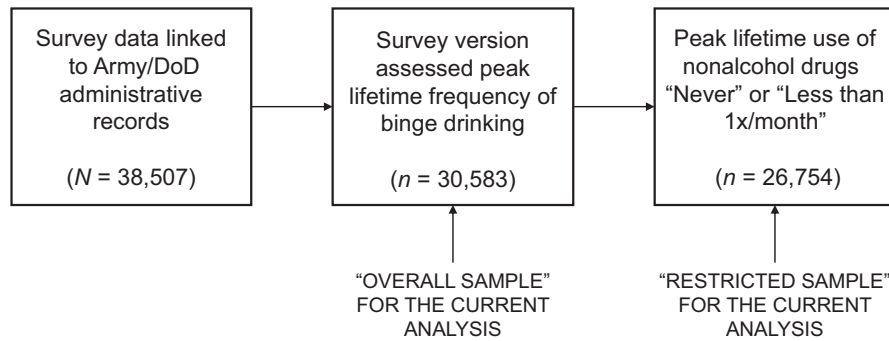 Survey data linked
to Army/DoD
administrative
records
(N = 38,507)
Survey version
assessed peak
lifetime frequency of
binge drinking
(n = 30,583)
Peak lifetime use of
nonalcohol drugs
“Never” or “Less than
1x/month”
(n = 26,754)
“OVERALL SAMPLE”
FOR THE CURRENT
ANALYSIS
“RESTRICTED SAMPLE”
FOR THE CURRENT
ANALYSIS